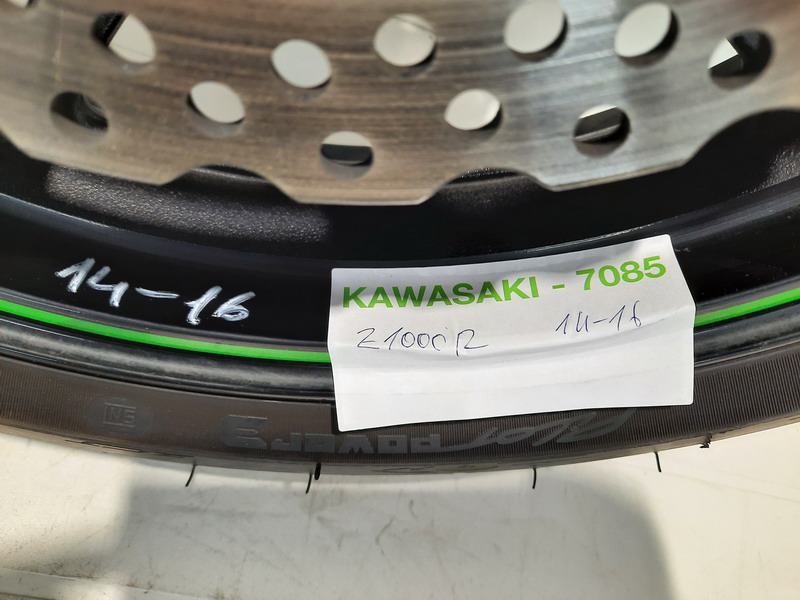 14-16
KAWASAKI - 7085
Z1000R 14-16
Pilot POWER 3